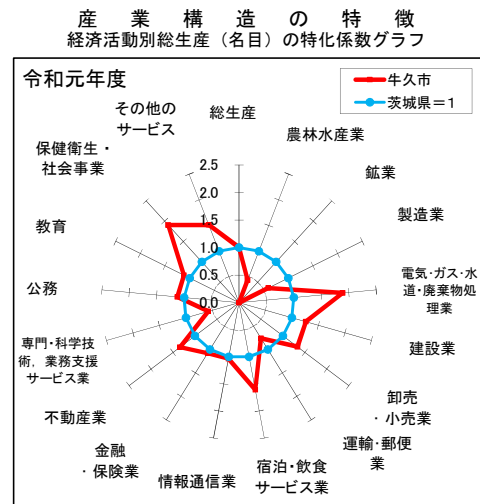 産業構造の特徴
経済活動別総生産（名目）の特化係数グラフ
令和元年度
牛久市
茨城県＝1
総生産
農林水産業
鉱業
製造業
電気・ガス・水
道・廃棄物処
理業
建設業
卸売
・小売業
運輸・郵便
業
宿泊・飲食
サービス業
情報通信業
金融
・保険業
不動産業
専門・科学技
術，業務支援
サービス業
公務
教育
保健衛生・
社会事業
その他の
サービス
2.5
2.0
1.5
1.0
0.5
0.0